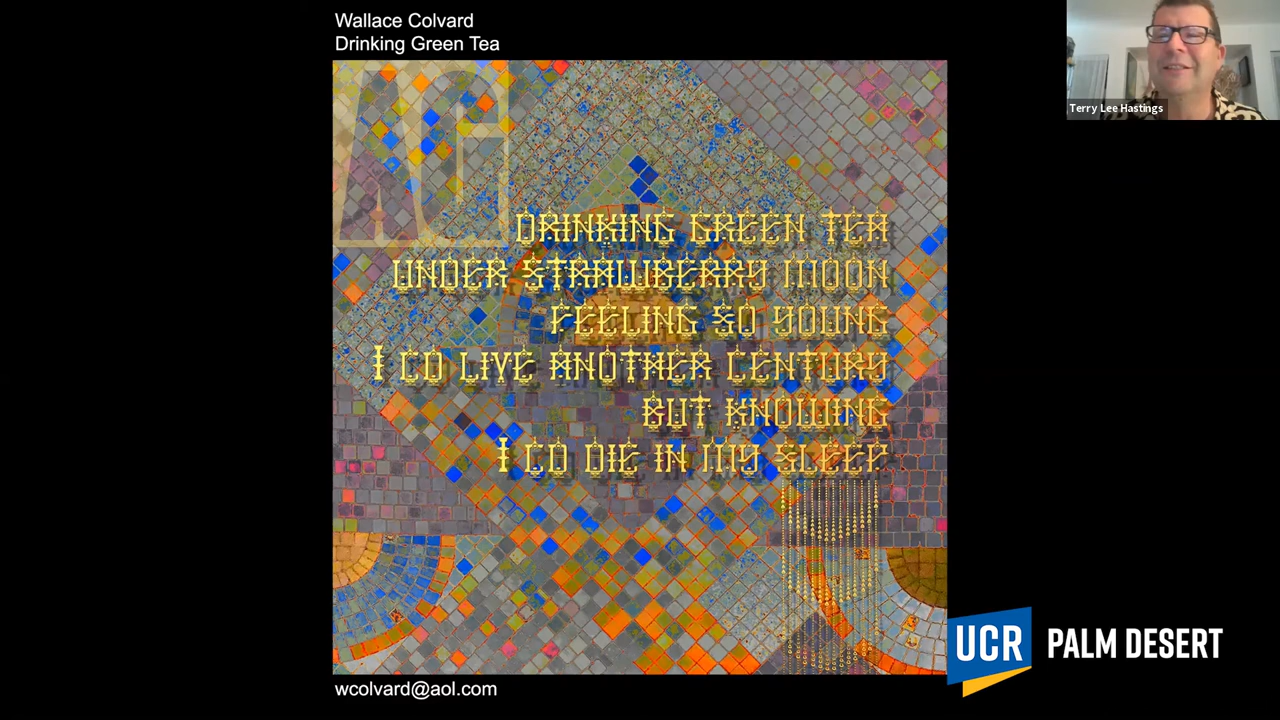 Wallace Colvard
Drinking Green Tea
Terry Lee Hastings
AG
DRINKING GREEN TEA
UNDER STRAWBERRY MOON
FEELING SO YOUNG
I CD LIVE ANOTHER CENTURY
BUT KNOWING
I CD DIE IN MY SLEEP
UCR PALM DESERT
wcolvard@aol.com